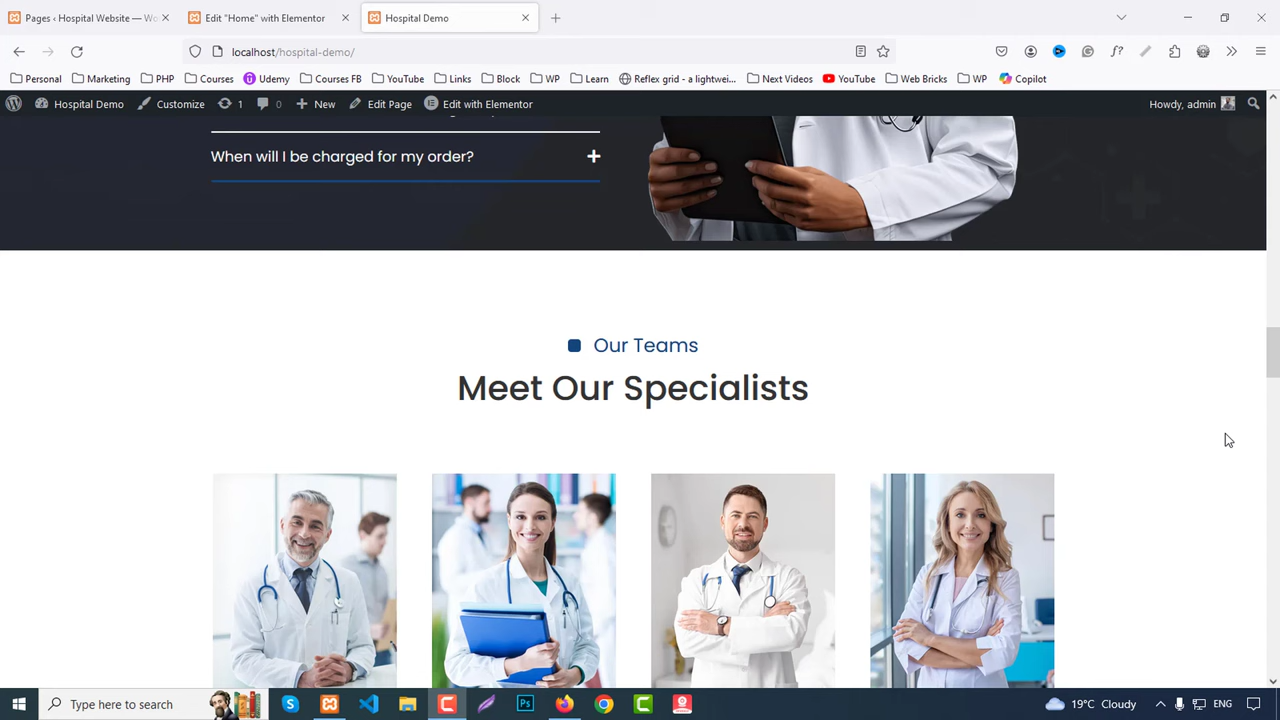 Pages ‹ Hospital Website — Wo
Edit "Home" with Elementor
Hospital Demo
localhost/hospital-demo/
Personal
Marketing
PHP
Courses
Udemy
Courses FB
YouTube
Links
Block
WP
Learn
Reflex grid - a lightwei...
Next Videos
YouTube
Web Bricks
WP
Copilot
Hospital Demo
Customize
1
0
New
Edit Page
Edit with Elementor
Howdy, admin
When will I be charged for my order?
Our Teams
Meet Our Specialists
Type here to search
19°C Cloudy
ENG